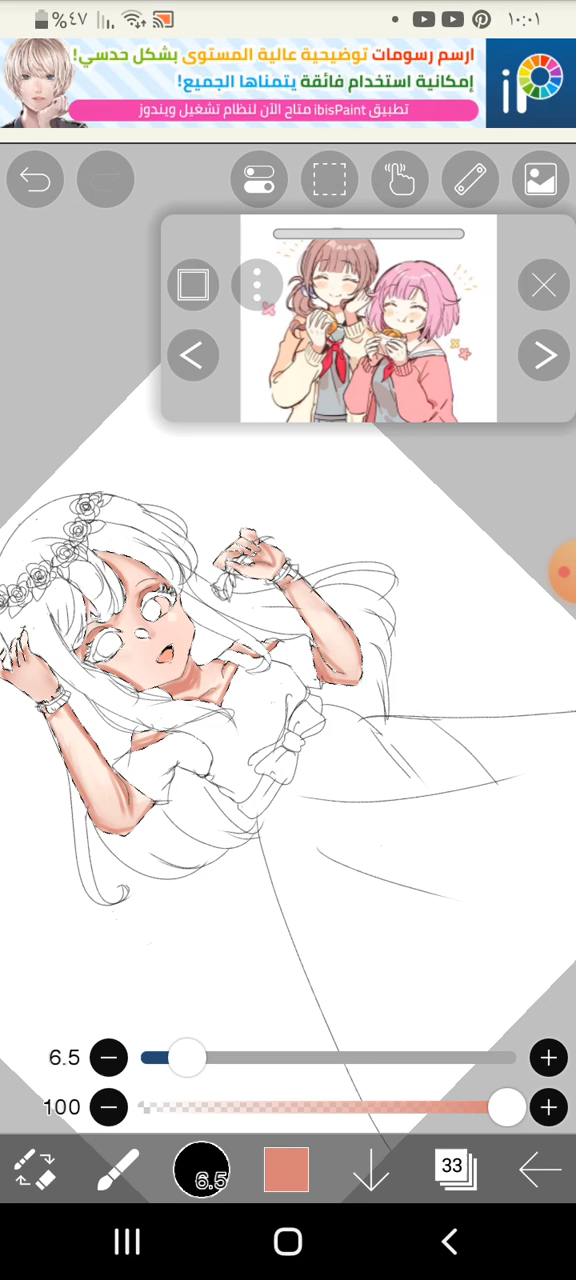 %٤٧ ١٠:٠١
ارسم رسومات توضيحية عالية المستوى بشكل حدسي!
إمكانية استخدام فائقة يتمناها الجميع!
تطبيق ibisPaint متاح الآن لنظام تشغيل ويندوز
ip
6.5
100
6.5
33